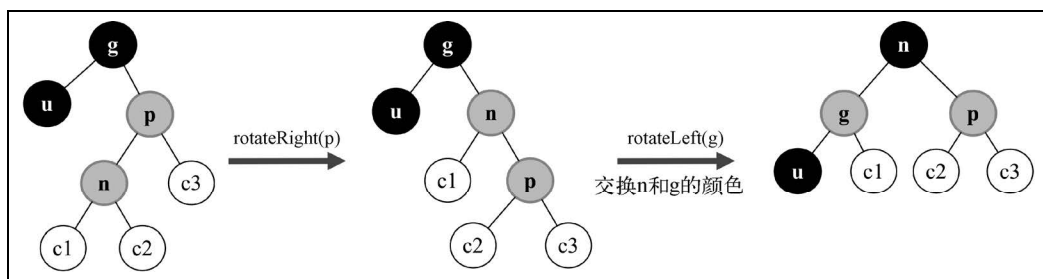 g
u
p
n
c3
c1
c2
rotateRight(p)
g
u
n
c1
p
c2
c3
rotateLeft(g)
交换n和g的颜色
n
g
p
u
c1
c2
c3